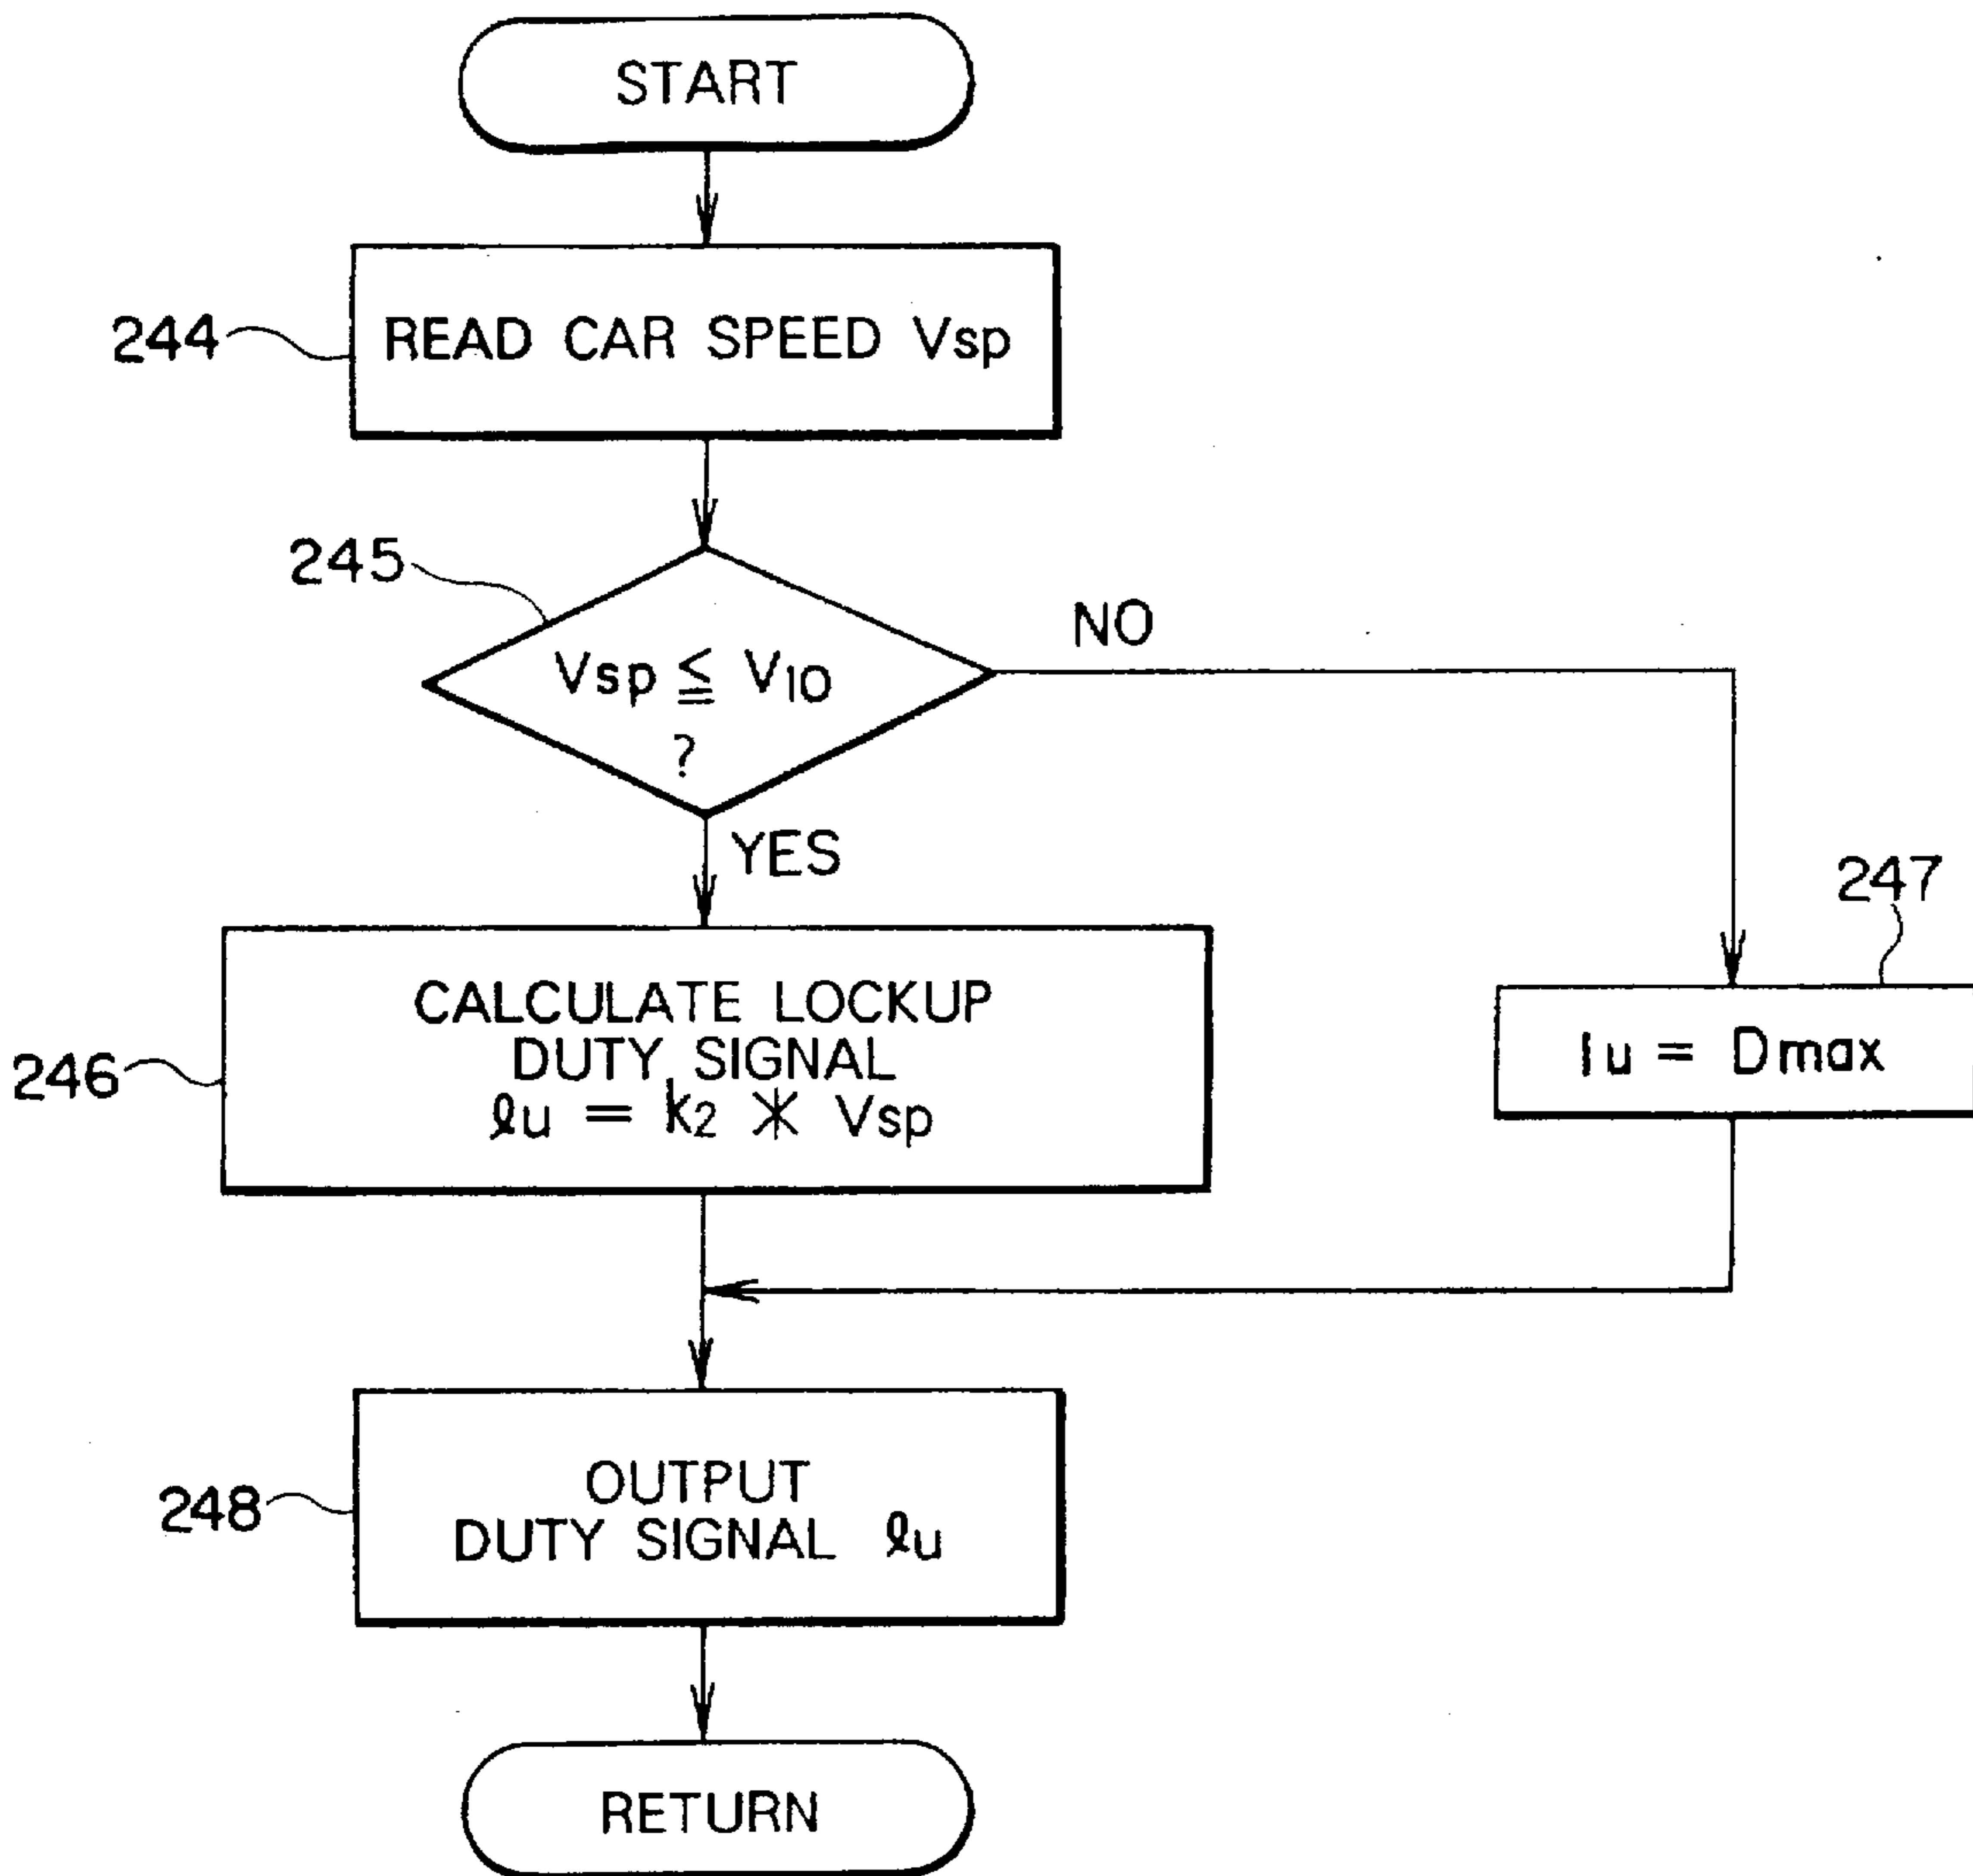 START
244
READ CAR SPEED Vsp
245
Vsp ≦ V10
?
NO
YES
247
246
CALCULATE LOCKUP
DUTY SIGNAL
ℓu = k2 * Vsp
lu = Dmax
248
OUTPUT
DUTY SIGNAL ℓu
RETURN